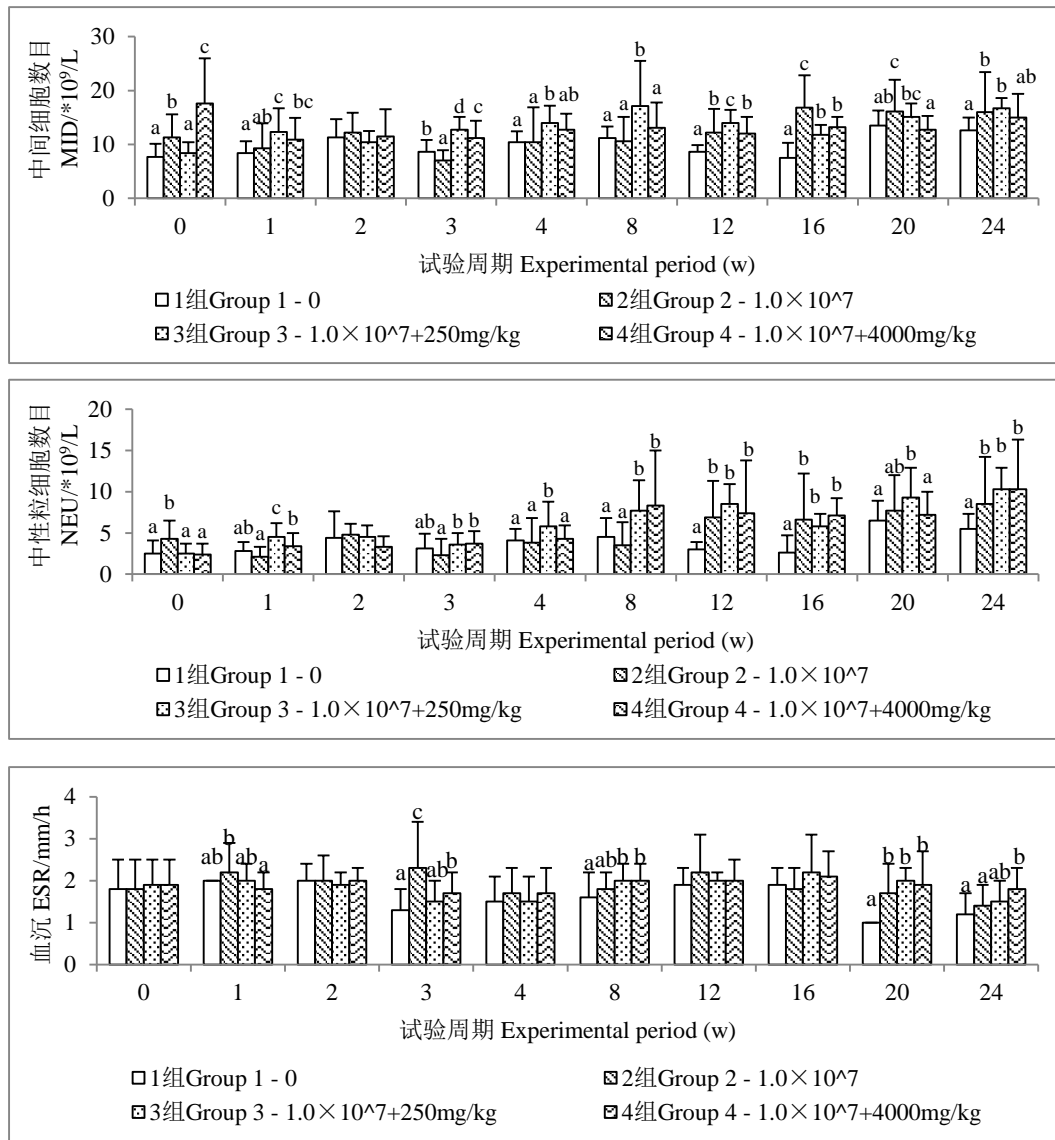 中间细胞数目
MID/*10⁹/L
30
20
10
0
a b a c
a ab c bc
b a d c
a a b ab
a a b a
a b c b
a c b b
ab c bc a
a b b ab
0 1 2 3 4 8 12 16 20 24
试验周期 Experimental period (w)
1组Group 1 - 0 2组Group 2 - 1.0×10^7
3组Group 3 - 1.0×10^7+250mg/kg 4组Group 4 - 1.0×10^7+4000mg/kg
中性粒细胞数目
NEU/*10⁹/L
20
15
10
5
0
a b a a
ab a c b
ab a b b
a a b a
a a b b
a b b b
a b b b
a ab b a
a b b b
0 1 2 3 4 8 12 16 20 24
试验周期 Experimental period (w)
1组Group 1 - 0 2组Group 2 - 1.0×10^7
3组Group 3 - 1.0×10^7+250mg/kg 4组Group 4 - 1.0×10^7+4000mg/kg
血沉 ESR/mm/h
4
3
2
1
0
ab b ab a
a c ab b
a ab b b
a b b b
a a ab b
0 1 2 3 4 8 12 16 20 24
试验周期 Experimental period (w)
1组Group 1 - 0 2组Group 2 - 1.0×10^7
3组Group 3 - 1.0×10^7+250mg/kg 4组Group 4 - 1.0×10^7+4000mg/kg